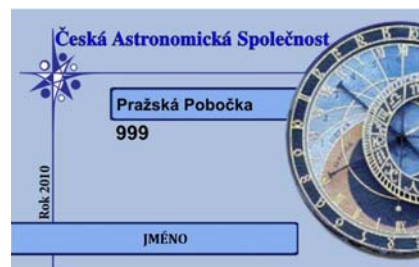 Česká Astronomická Společnost
Pražská Pobočka
999
Rok 2010
JMÉNO